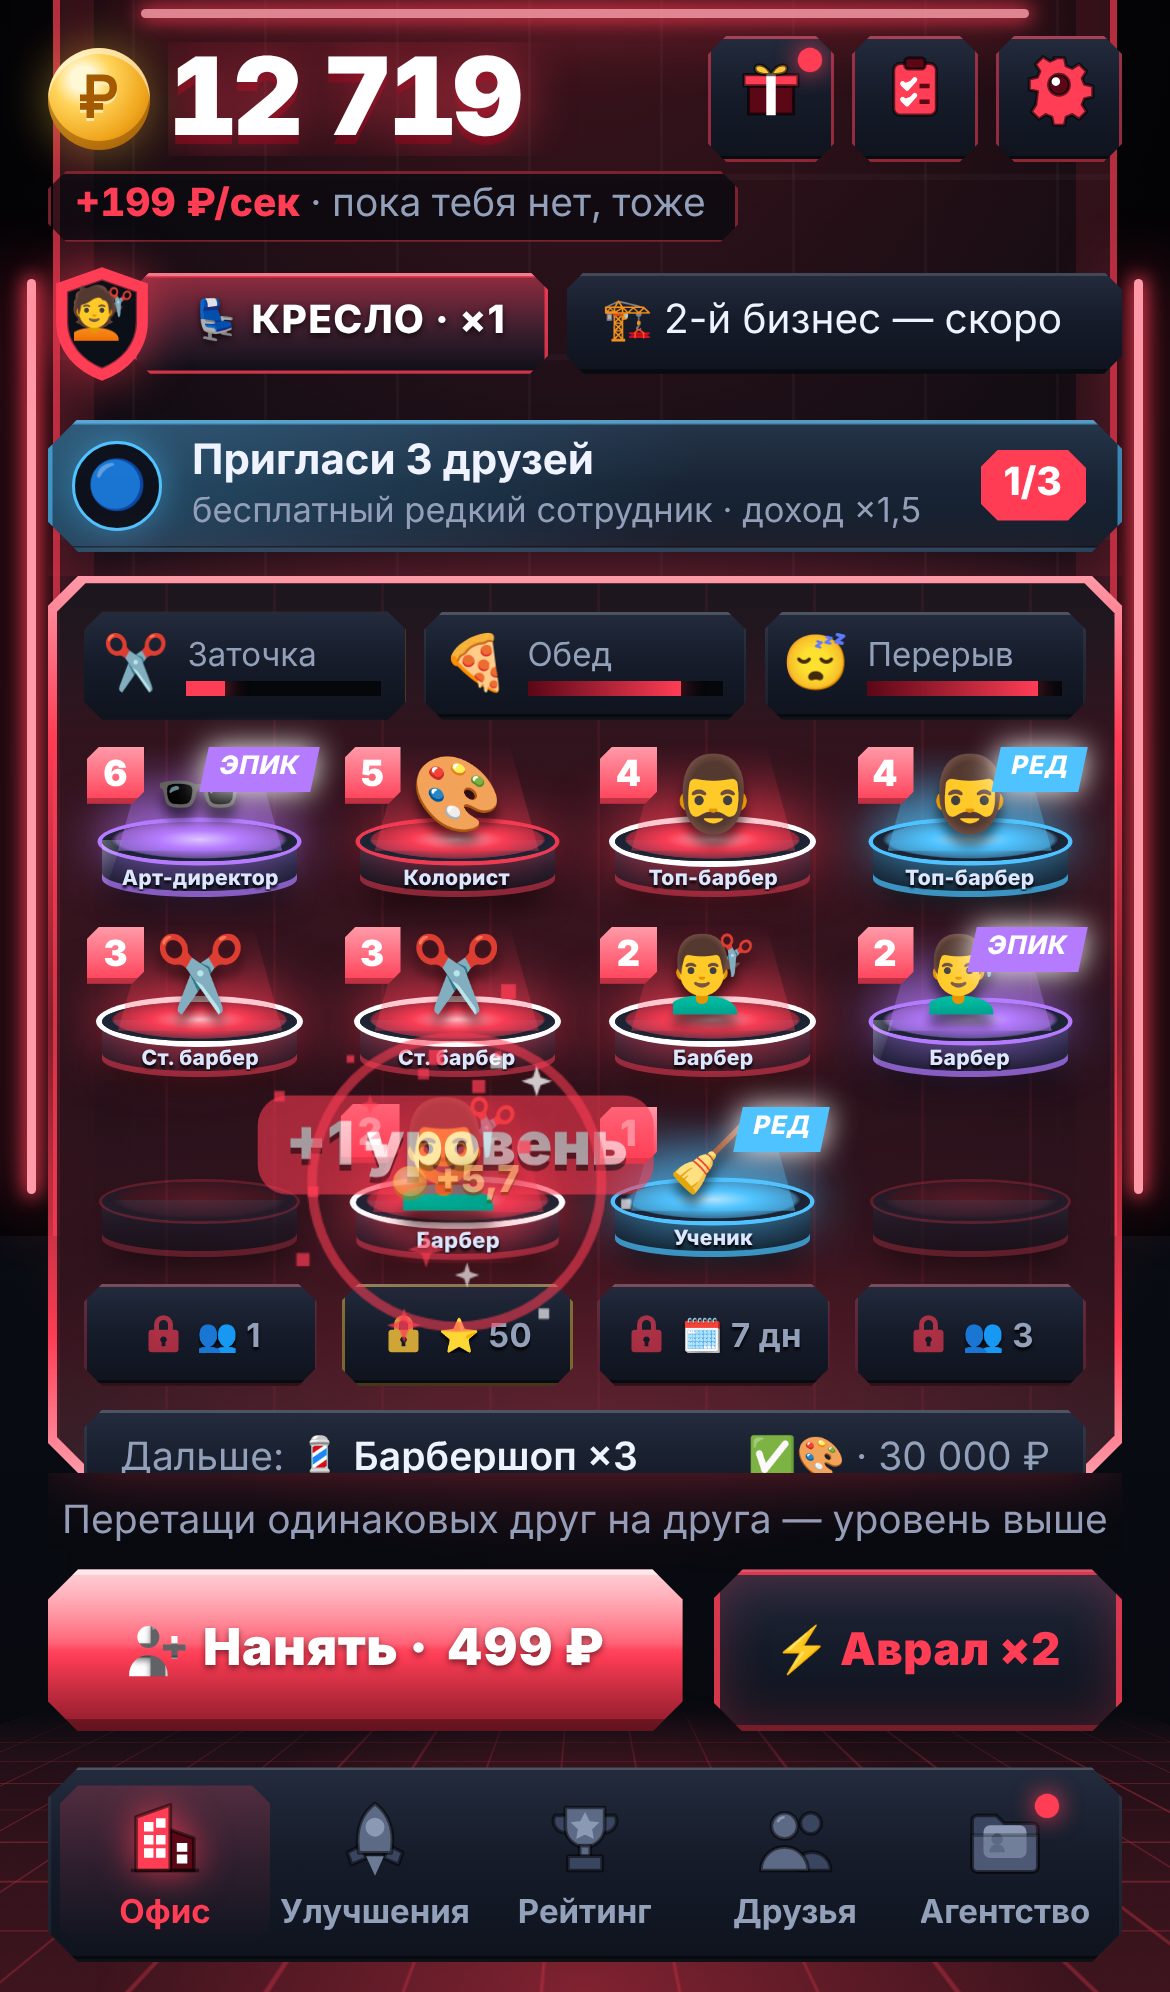 ₽ 12 719
+199 ₽/сек · пока тебя нет, тоже
КРЕСЛО · ×1
2-й бизнес — скоро
Пригласи 3 друзей
бесплатный редкий сотрудник · доход ×1,5
1/3
Заточка
Обед
Перерыв
6 ЭПИК
5
4
4 РЕД
Арт-директор
Колорист
Топ-барбер
Топ-барбер
3
3
2
2 ЭПИК
Ст. барбер
Ст. барбер
Барбер
Барбер
1
РЕД
+1 уровень
+5,7
Барбер
Ученик
1
50
7 дн
3
Дальше: Барбершоп ×3
· 30 000 ₽
Перетащи одинаковых друг на друга — уровень выше
Нанять · 499 ₽
Аврал ×2
Офис
Улучшения
Рейтинг
Друзья
Агентство